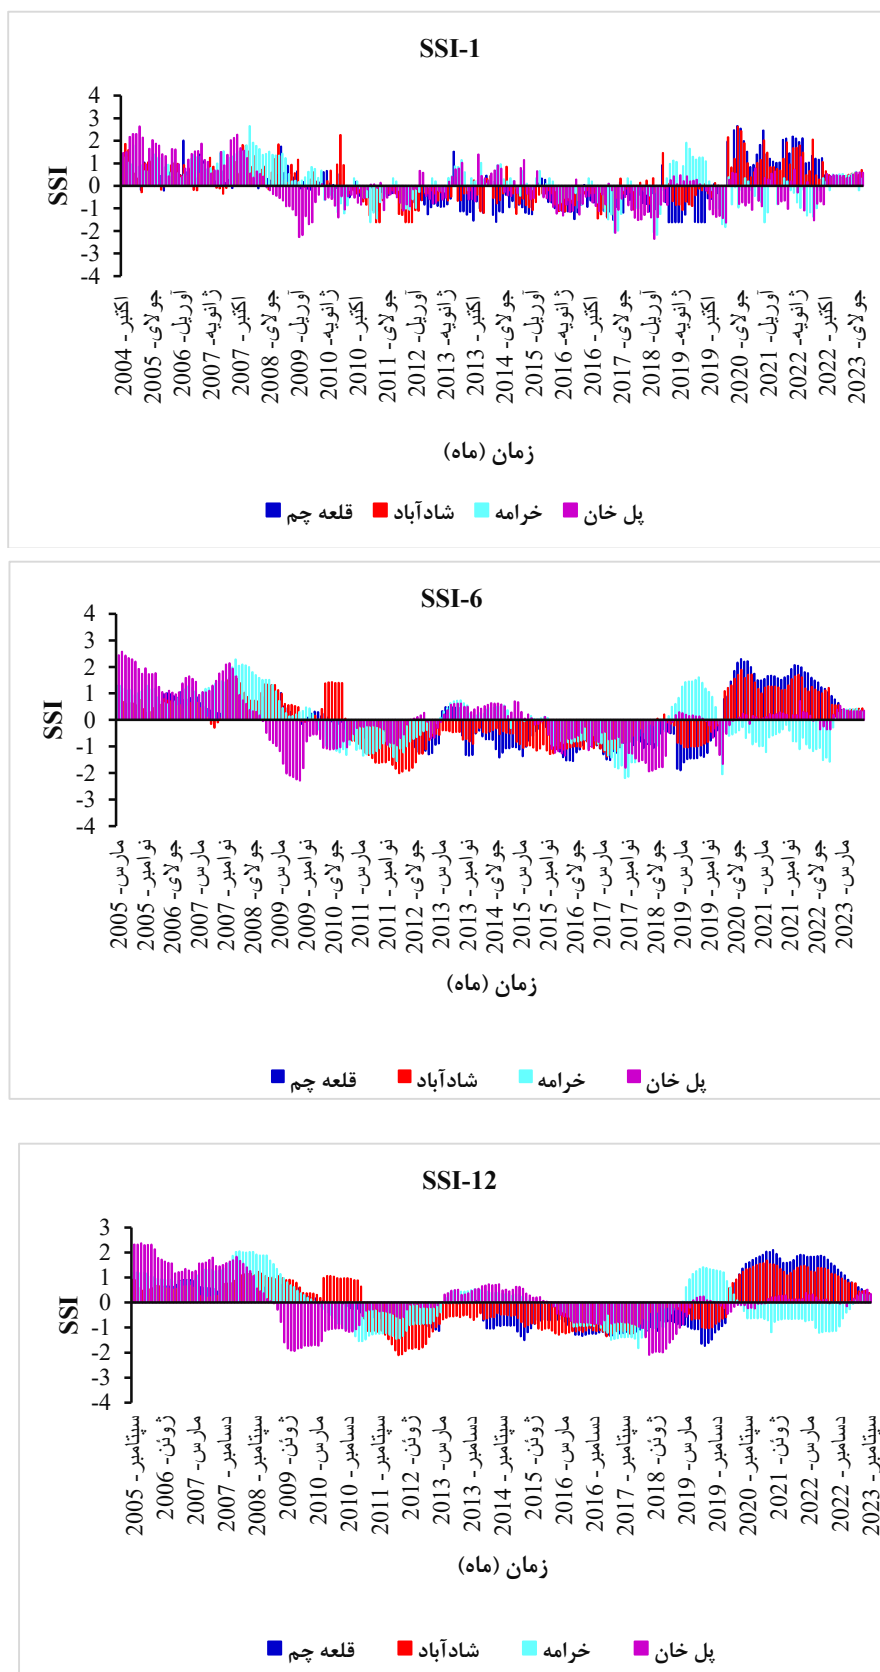 SSI-1
SSI
4
3
2
1
0
-1
-2
-3
-4
اکتبر - 2004
جولای- 2005
آوریل- 2006
ژانویه- 2007
اکتبر - 2007
جولای- 2008
آوریل- 2009
ژانویه- 2010
اکتبر - 2010
جولای- 2011
آوریل- 2012
ژانویه- 2013
اکتبر - 2013
جولای- 2014
آوریل- 2015
ژانویه- 2016
اکتبر - 2016
جولای- 2017
آوریل- 2018
ژانویه- 2019
اکتبر - 2019
جولای- 2020
آوریل- 2021
ژانویه- 2022
اکتبر - 2022
جولای- 2023
زمان (ماه)
قلعه چم شادآباد خرامه پل خان
SSI-6
SSI
4
3
2
1
0
-1
-2
-3
-4
مارس- 2005
نوامبر - 2005
جولای- 2006
مارس- 2007
نوامبر - 2007
جولای- 2008
مارس- 2009
نوامبر - 2009
جولای- 2010
مارس- 2011
نوامبر - 2011
جولای- 2012
مارس- 2013
نوامبر - 2013
جولای- 2014
مارس- 2015
نوامبر - 2015
جولای- 2016
مارس- 2017
نوامبر - 2017
جولای- 2018
مارس- 2019
نوامبر - 2019
جولای- 2020
مارس- 2021
نوامبر - 2021
جولای- 2022
مارس- 2023
زمان (ماه)
قلعه چم شادآباد خرامه پل خان
SSI-12
SSI
3
2
1
0
-1
-2
-3
-4
سپتامبر - 2005
ژوئن- 2006
مارس- 2007
دسامبر - 2007
سپتامبر - 2008
ژوئن- 2009
مارس- 2010
دسامبر - 2010
سپتامبر - 2011
ژوئن- 2012
مارس- 2013
دسامبر - 2013
سپتامبر - 2014
ژوئن- 2015
مارس- 2016
دسامبر - 2016
سپتامبر - 2017
ژوئن- 2018
مارس- 2019
دسامبر - 2019
سپتامبر - 2020
ژوئن- 2021
مارس- 2022
دسامبر - 2022
سپتامبر - 2023
زمان (ماه)
قلعه چم شادآباد خرامه پل خان